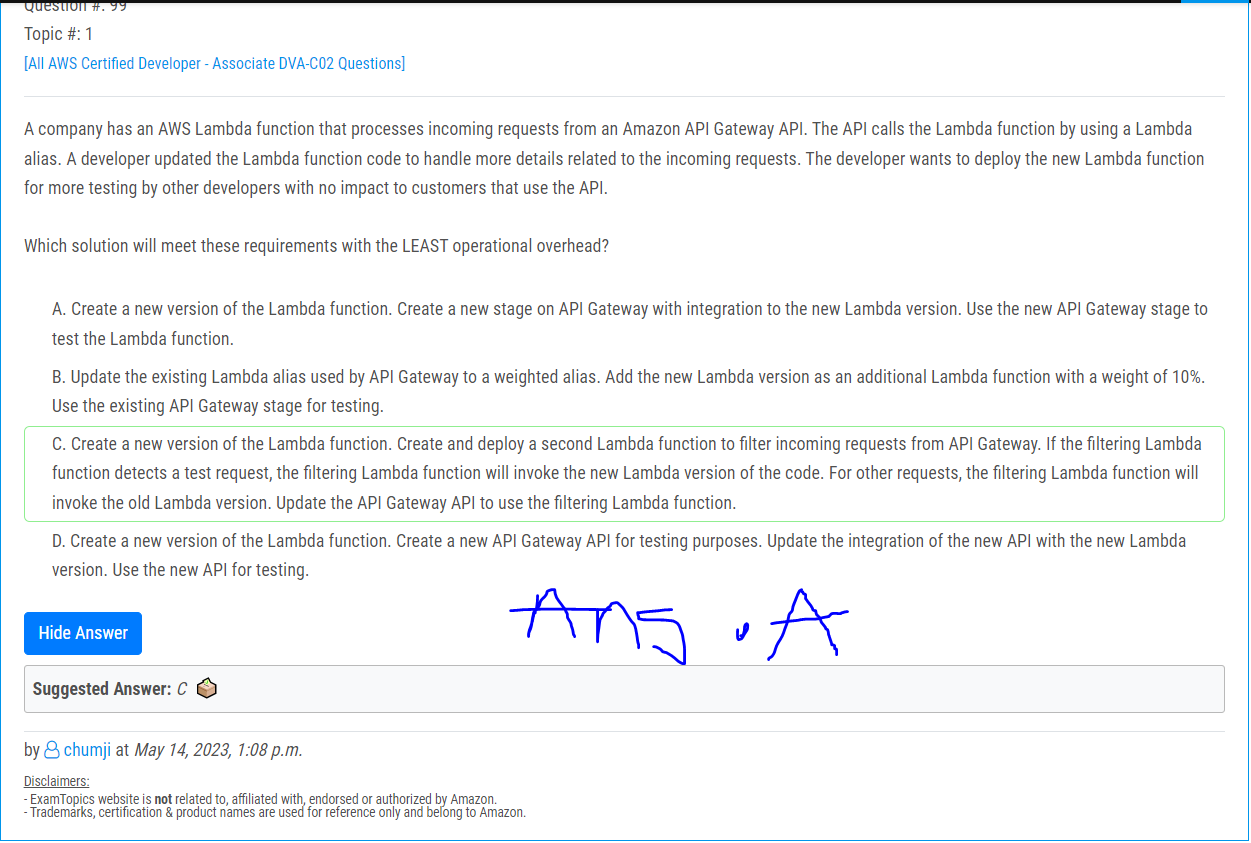 Question #: 99
Topic #: 1
[All AWS Certified Developer - Associate DVA-C02 Questions]
A company has an AWS Lambda function that processes incoming requests from an Amazon API Gateway API. The API calls the Lambda function by using a Lambda
alias. A developer updated the Lambda function code to handle more details related to the incoming requests. The developer wants to deploy the new Lambda function
for more testing by other developers with no impact to customers that use the API.
Which solution will meet these requirements with the LEAST operational overhead?
A. Create a new version of the Lambda function. Create a new stage on API Gateway with integration to the new Lambda version. Use the new API Gateway stage to
test the Lambda function.
B. Update the existing Lambda alias used by API Gateway to a weighted alias. Add the new Lambda version as an additional Lambda function with a weight of 10%.
Use the existing API Gateway stage for testing.
C. Create a new version of the Lambda function. Create and deploy a second Lambda function to filter incoming requests from API Gateway. If the filtering Lambda
function detects a test request, the filtering Lambda function will invoke the new Lambda version of the code. For other requests, the filtering Lambda function will
invoke the old Lambda version. Update the API Gateway API to use the filtering Lambda function.
D. Create a new version of the Lambda function. Create a new API Gateway API for testing purposes. Update the integration of the new API with the new Lambda
version. Use the new API for testing.
Ans . A
Hide Answer
Suggested Answer: C
by chumji at May 14, 2023, 1:08 p.m.
Disclaimers:
- ExamTopics website is not related to, affiliated with, endorsed or authorized by Amazon.
- Trademarks, certification & product names are used for reference only and belong to Amazon.